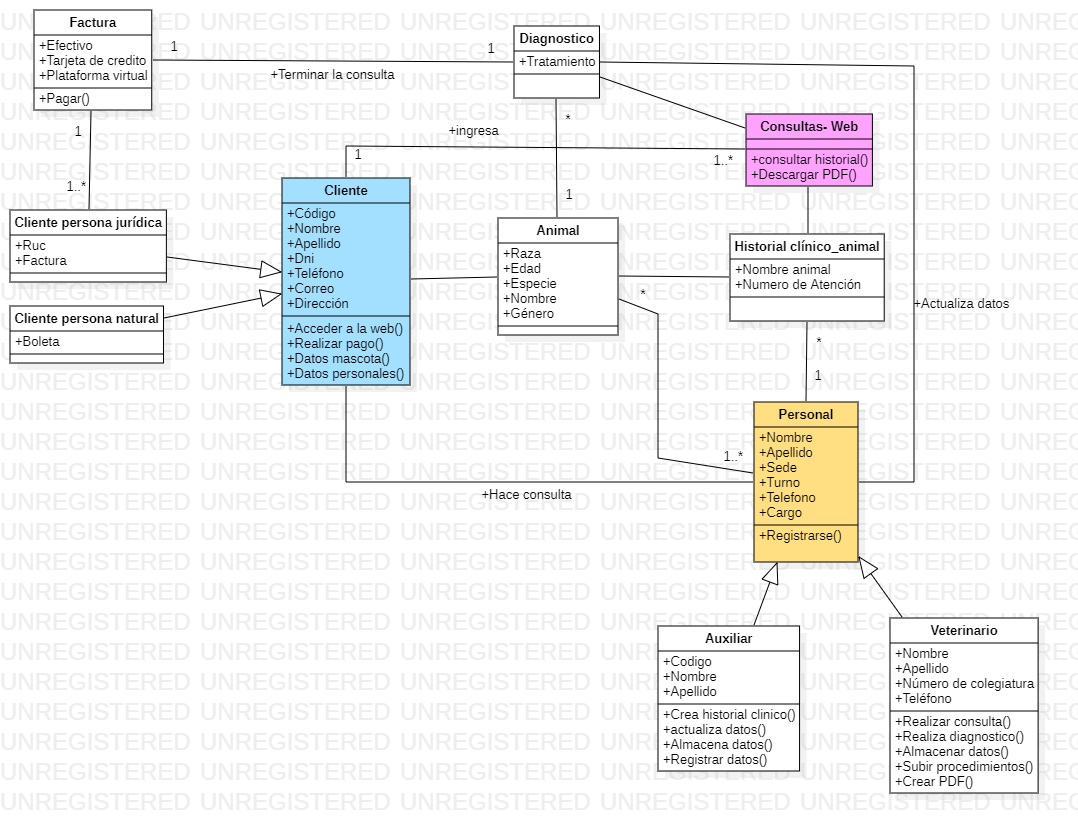 Factura
+Efectivo
+Tarjeta de credito
+Plataforma virtual
+Pagar()
1
1
+Terminar la consulta
Diagnostico
+Tratamiento
*
1
+ingresa
1
1..*
Consultas- Web
+consultar historial()
+Descargar PDF()
1
1..*
Cliente persona jurídica
+Ruc
+Factura
Cliente persona natural
+Boleta
Cliente
+Código
+Nombre
+Apellido
+Dni
+Teléfono
+Correo
+Dirección
+Acceder a la web()
+Realizar pago()
+Datos mascota()
+Datos personales()
Animal
+Raza
+Edad
+Especie
+Nombre
+Género
*
1..*
Historial clínico_animal
+Nombre animal
+Numero de Atención
+Actualiza datos
*
1
Personal
+Nombre
+Apellido
+Sede
+Turno
+Telefono
+Cargo
+Registrarse()
+Hace consulta
Auxiliar
+Codigo
+Nombre
+Apellido
+Crea historial clinico()
+actualiza datos()
+Almacena datos()
+Registrar datos()
Veterinario
+Nombre
+Apellido
+Número de colegiatura
+Teléfono
+Realizar consulta()
+Realiza diagnostico()
+Almacenar datos()
+Subir procedimientos()
+Crear PDF()
UNREGISTERED